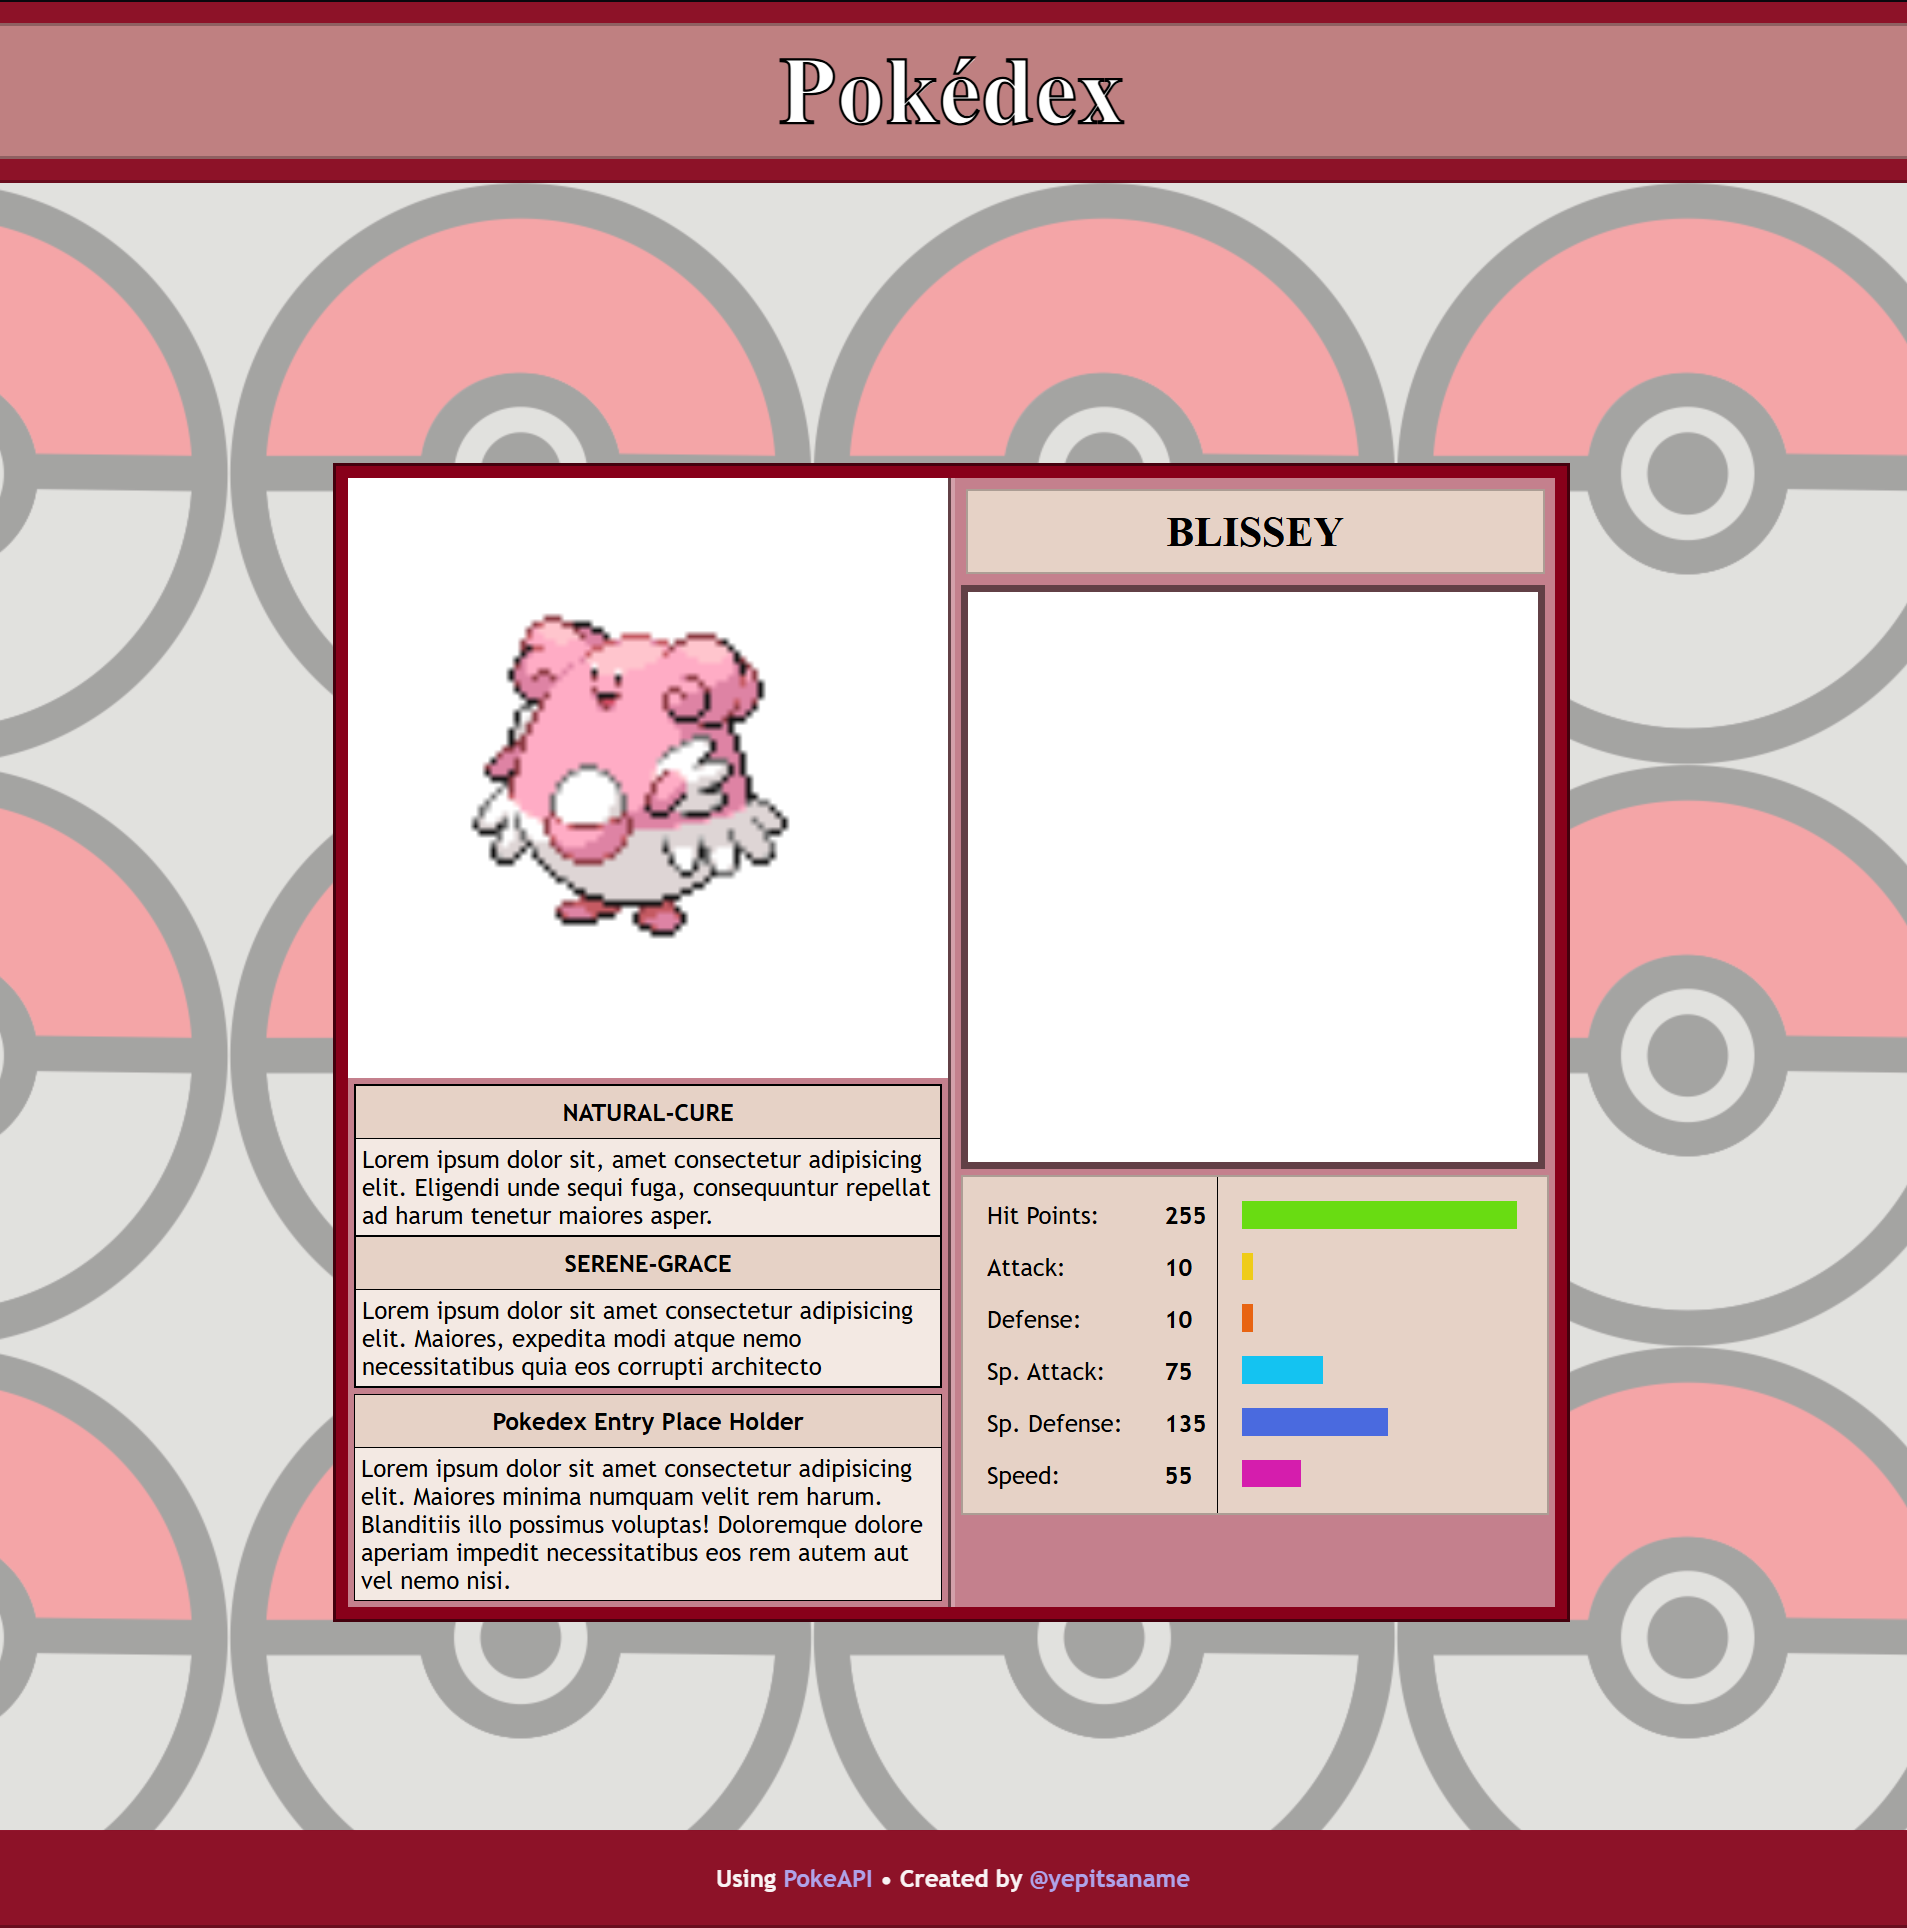 Pokédex
BLISSEY
NATURAL-CURE
Lorem ipsum dolor sit, amet consectetur adipisicing
elit. Eligendi unde sequi fuga, consequuntur repellat
ad harum tenetur maiores asper.
SERENE-GRACE
Lorem ipsum dolor sit amet consectetur adipisicing
elit. Maiores, expedita modi atque nemo
necessitatibus quia eos corrupti architecto
Pokedex Entry Place Holder
Lorem ipsum dolor sit amet consectetur adipisicing
elit. Maiores minima numquam velit rem harum.
Blanditiis illo possimus voluptas! Doloremque dolore
aperiam impedit necessitatibus eos rem autem aut
vel nemo nisi.
Hit Points: 255
Attack: 10
Defense: 10
Sp. Attack: 75
Sp. Defense: 135
Speed: 55
Using PokeAPI • Created by @yepitsaname